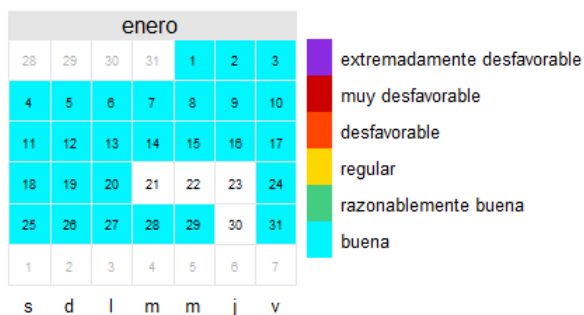 enero
28 29 30 31 1 2 3
4 5 6 7 8 9 10
11 12 13 14 15 16 17
18 19 20 21 22 23 24
25 26 27 28 29 30 31
1 2 3 4 5 6 7
s d l m m j v
extremadamente desfavorable
muy desfavorable
desfavorable
regular
razonablemente buena
buena